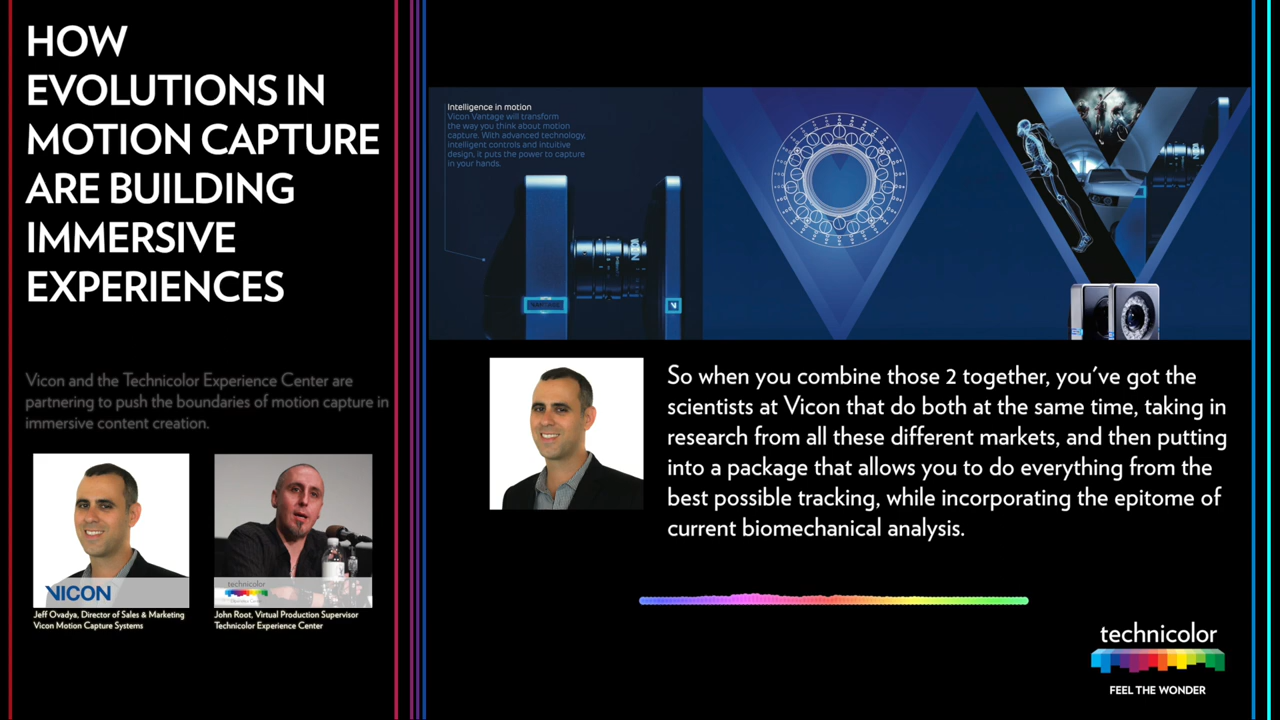 HOW
EVOLUTIONS IN
MOTION CAPTURE
ARE BUILDING
IMMERSIVE
EXPERIENCES
Vicon and the Technicolor Experience Center are
partnering to push the boundaries of motion capture in
immersive content creation.
VICON
Jeff Ovadya, Director of Sales & Marketing
Vicon Motion Capture Systems
technicolor
John Root, Virtual Production Supervisor
Technicolor Experience Center
Intelligence in motion
Vicon Vantage will transform
the way you think about motion
capture. With advanced technology,
intelligent controls and intuitive
design, it puts the power to capture
in your hands.
So when you combine those 2 together, you've got the
scientists at Vicon that do both at the same time, taking in
research from all these different markets, and then putting
into a package that allows you to do everything from the
best possible tracking, while incorporating the epitome of
current biomechanical analysis.
technicolor
FEEL THE WONDER